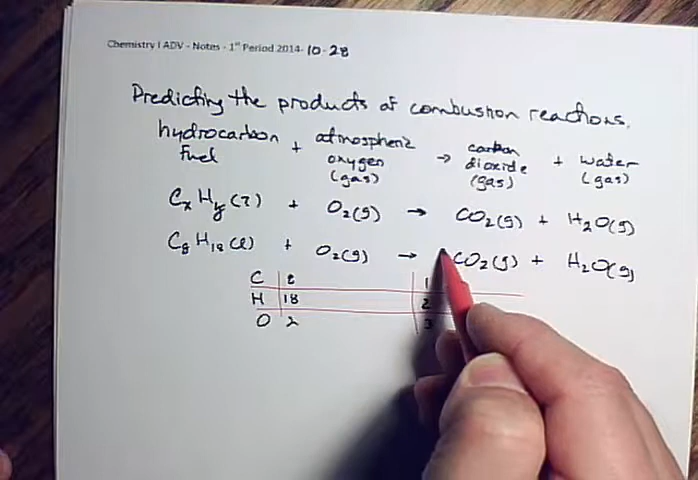 Chemistry I ADV - Notes - 1st Period 2014- 10-28
Predicting the products of combustion reactions.
hydrocarbon fuel + atmospheric oxygen (gas) → carbon dioxide (gas) + water (gas)
CxHy(?) + O2(g) → CO2(g) + H2O(g)
C8H18(l) + O2(g) → CO2(g) + H2O(g)
C 8 1
H 18 2
O 2 3